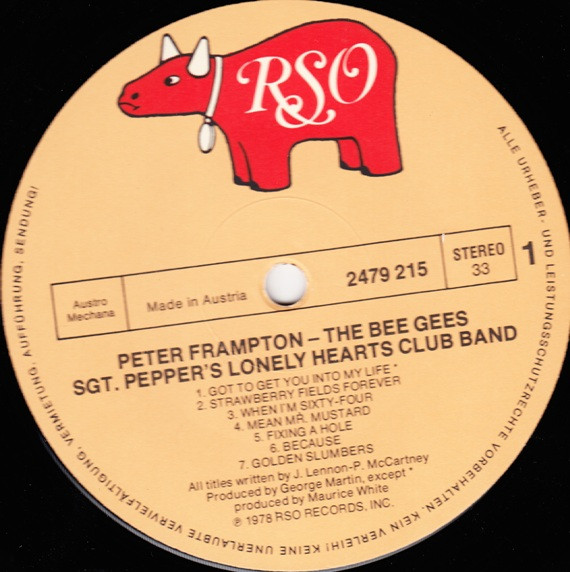 RSO
Austro
Mechana
Made in Austria
2479 215
STEREO
33
1
PETER FRAMPTON – THE BEE GEES
SGT. PEPPER'S LONELY HEARTS CLUB BAND
1. GOT TO GET YOU INTO MY LIFE *
2. STRAWBERRY FIELDS FOREVER
3. WHEN I'M SIXTY-FOUR
4. MEAN MR. MUSTARD
5. FIXING A HOLE
6. BECAUSE
7. GOLDEN SLUMBERS
All titles written by J. Lennon-P. McCartney
Produced by George Martin, except *
produced by Maurice White
℗ 1978 RSO RECORDS, INC.
ALLE URHEBER- UND LEISTUNGSSCHUTZRECHTE VORBEHALTEN. KEIN VERLEIH! KEINE UNERLAUBTE VERVIELFÄLTIGUNG, VERMIETUNG, AUFFÜHRUNG, SENDUNG!